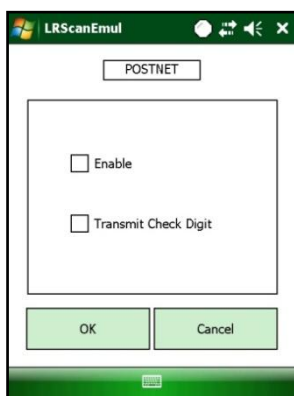 LRScanEmul
POSTNET
Enable
Transmit Check Digit
OK Cancel